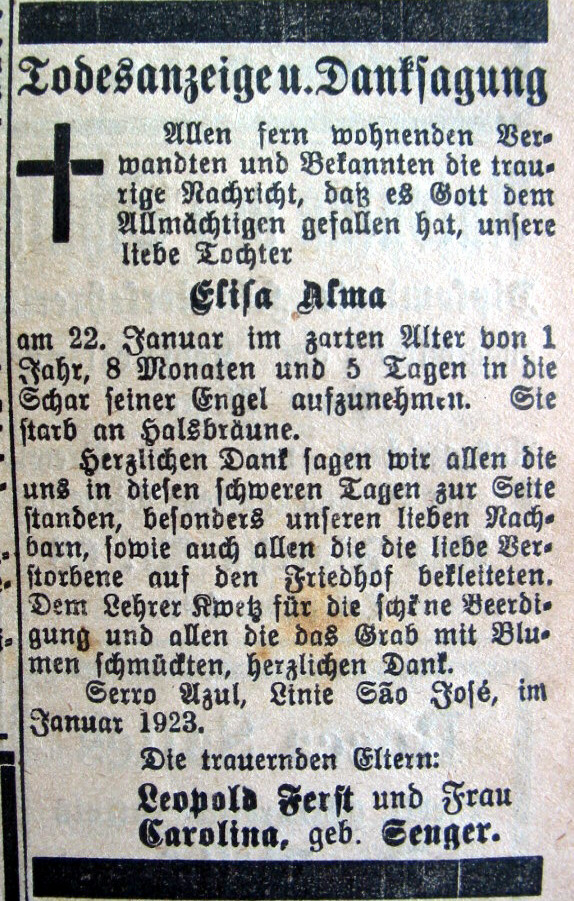 Todesanzeige u. Danksagung
Allen fern wohnenden Ver-
wandten und Bekannten die trau-
rige Nachricht, daß es Gott dem
Allmächtigen gefallen hat, unsere
liebe Tochter
Elisa Alma
am 22. Januar im zarten Alter von 1
Jahr, 8 Monaten und 5 Tagen in die
Schar seiner Engel aufzunehmen. Sie
starb an Halsbräune.
Herzlichen Dank sagen wir allen die
uns in diesen schweren Tagen zur Seite
standen, besonders unseren lieben Nach-
barn, sowie auch allen die die liebe Ver-
storbene auf den Friedhof bekleiteten.
Dem Lehrer Kwetz für die schöne Beerdi-
gung und allen die das Grab mit Blu-
men schmückten, herzlichen Dank.
Serro Azul, Linie São José, im
Januar 1923.
Die trauernden Eltern:
Leopold Ferst und Frau
Carolina, geb. Senger.